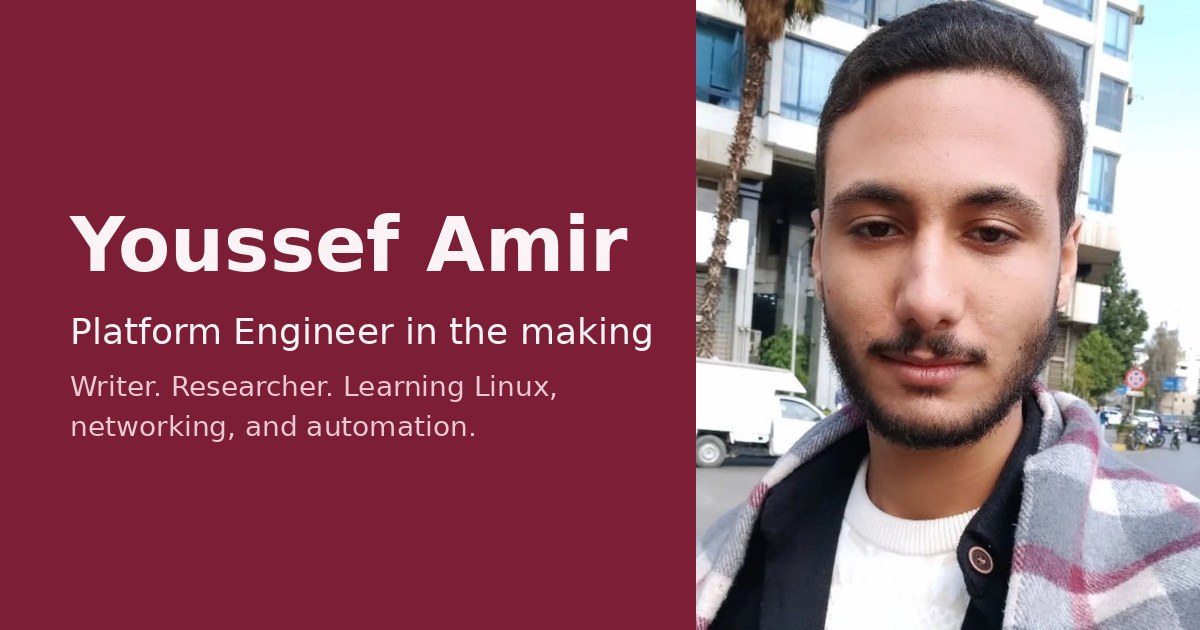 Youssef Amir
Platform Engineer in the making
Writer. Researcher. Learning Linux,
networking, and automation.